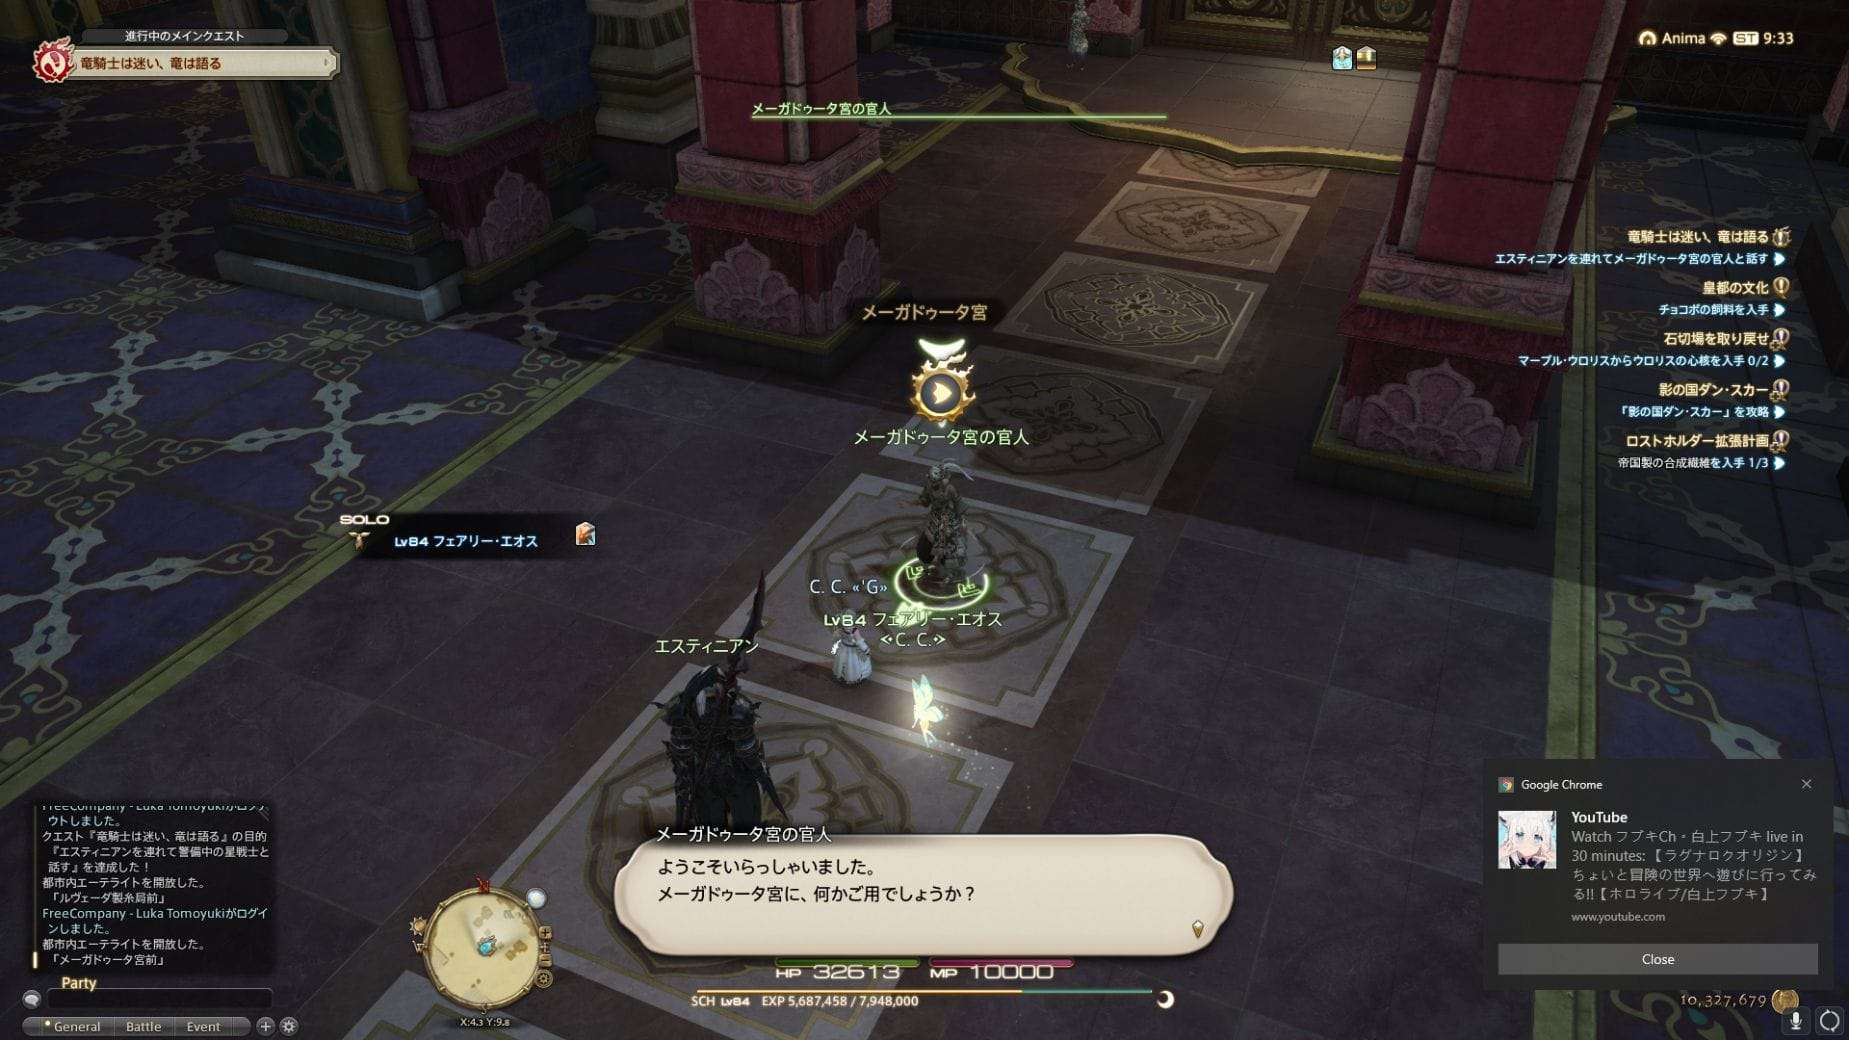 進行中のメインクエスト
竜騎士は迷い、竜は語る
Anima ST 9:33
メーガドゥータ宮の官人
竜騎士は迷い、竜は語る
エスティニアンを連れてメーガドゥータ宮の官人と話す
皇都の文化
チョコボの飼料を入手
石切場を取り戻せ
マーブル・ウロリスからウロリスの心核を入手 0/2
影の国ダン・スカー
「影の国ダン・スカー」を攻略
ロストホルダー拡張計画
帝国製の合成繊維を入手 1/3
メーガドゥータ宮
メーガドゥータ宮の官人
SOLO
Lv84 フェアリー・エオス
C. C. «'G»
Lv84 フェアリー・エオス
C. C.
エスティニアン
メーガドゥータ宮の官人
ようこそいらっしゃいました。
メーガドゥータ宮に、何かご用でしょうか？
FreeCompany - Luka Tomoyukiがログア
ウトしました。
クエスト『竜騎士は迷い、竜は語る』の目的
『エスティニアンを連れて警備中の星戦士と
話す』を達成した！
都市内エーテライトを開放した。
「ルヴェーダ製糸局前」
FreeCompany - Luka Tomoyukiがログイ
ンしました。
都市内エーテライトを開放した。
「メーガドゥータ宮前」
Party
General Battle Event
X:4.3 Y:9.8
HP 32613 MP 10000
SCH Lv84 EXP 5,687,458 / 7,948,000
Google Chrome
YouTube
Watch フブキCh。白上フブキ live in
30 minutes: 【ラグナロクオリジン】
ちょいと冒険の世界へ遊びに行ってみ
る!!【ホロライブ/白上フブキ】
www.youtube.com
Close
10,327,679